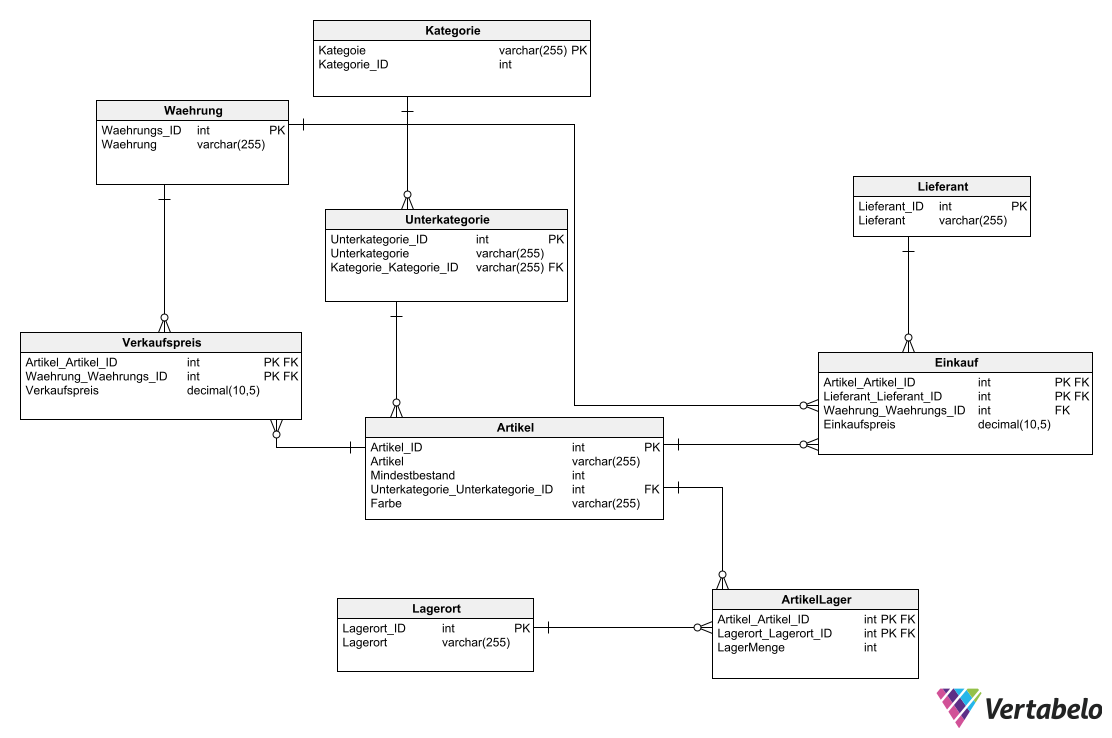 Kategorie
Kategoie varchar(255) PK
Kategorie_ID int
Waehrung
Waehrungs_ID int PK
Waehrung varchar(255)
Lieferant
Lieferant_ID int PK
Lieferant varchar(255)
Unterkategorie
Unterkategorie_ID int PK
Unterkategorie varchar(255)
Kategorie_Kategorie_ID varchar(255) FK
Verkaufspreis
Artikel_Artikel_ID int PK FK
Waehrung_Waehrungs_ID int PK FK
Verkaufspreis decimal(10,5)
Einkauf
Artikel_Artikel_ID int PK FK
Lieferant_Lieferant_ID int PK FK
Waehrung_Waehrungs_ID int FK
Einkaufspreis decimal(10,5)
Artikel
Artikel_ID int PK
Artikel varchar(255)
Mindestbestand int
Unterkategorie_Unterkategorie_ID int FK
Farbe varchar(255)
Lagerort
Lagerort_ID int PK
Lagerort varchar(255)
ArtikelLager
Artikel_Artikel_ID int PK FK
Lagerort_Lagerort_ID int PK FK
LagerMenge int
Vertabelo